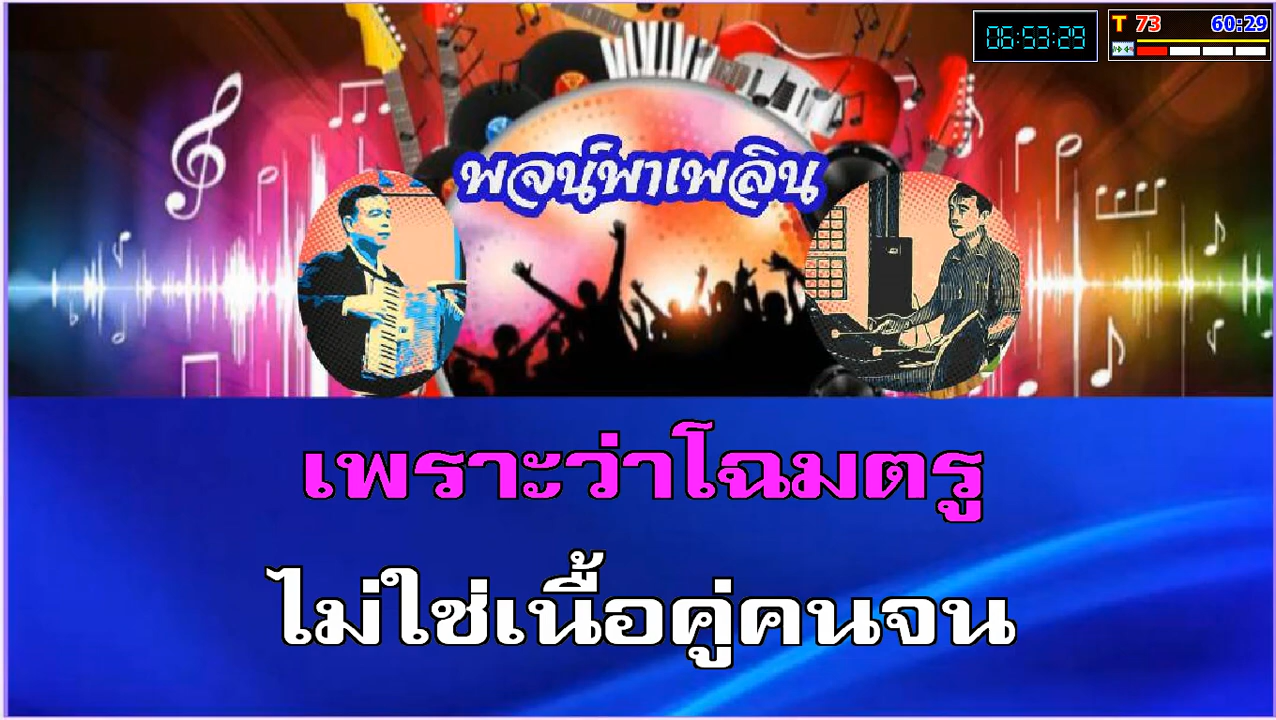 06:53:29
T 73 60:29
พจน์พาเพลิน
เพราะว่าโฉมตรู
ไม่ใช่เนื้อคู่คนจน